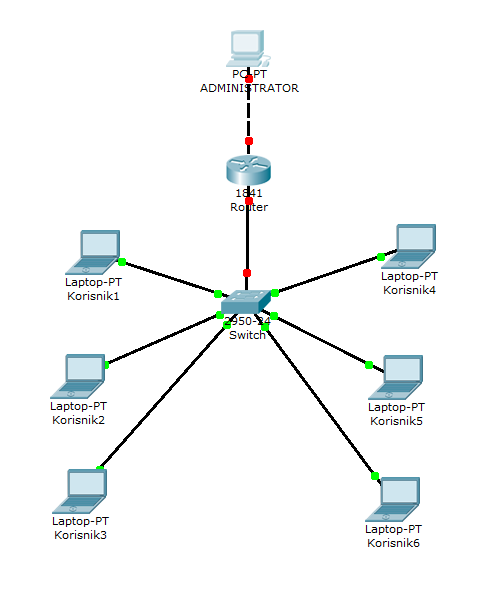 PC-PT
ADMINISTRATOR
1841
Router
Laptop-PT
Korisnik1
Laptop-PT
Korisnik4
2950-24
Switch
Laptop-PT
Korisnik2
Laptop-PT
Korisnik5
Laptop-PT
Korisnik3
Laptop-PT
Korisnik6